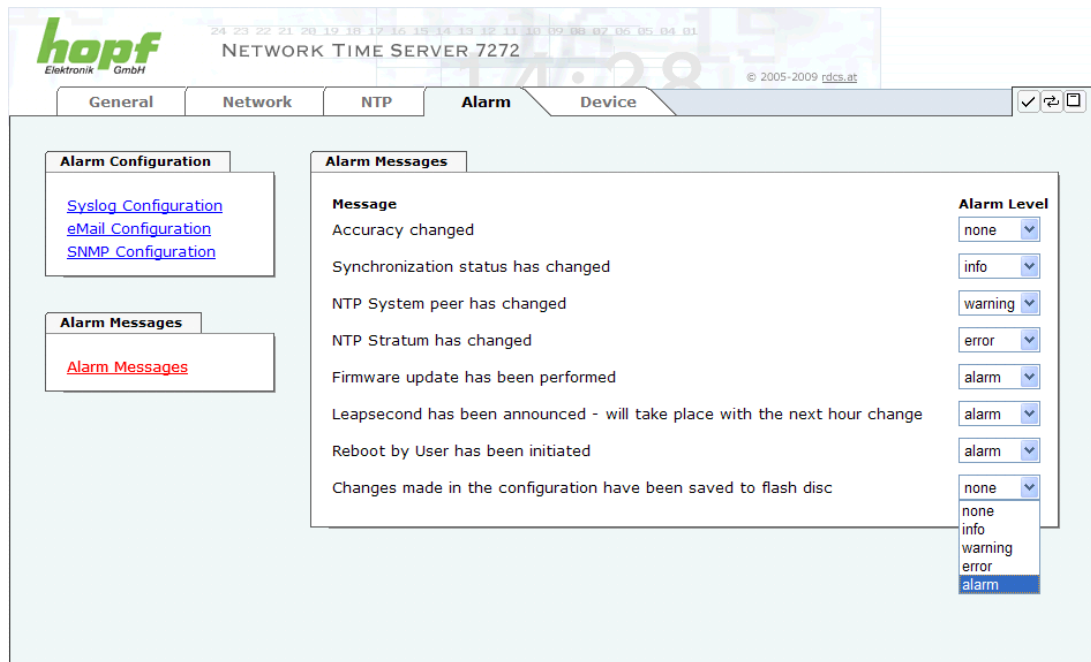 hopf
Elektronik GmbH
24 23 22 21 20 19 18 17 16 15 14 13 12 11 10 09 08 07 06 05 04 01
NETWORK TIME SERVER 7272
14:28
© 2005-2009 rdcs.at
General Network NTP Alarm Device
Alarm Configuration
Syslog Configuration
eMail Configuration
SNMP Configuration
Alarm Messages
Alarm Messages
Alarm Messages
Message Alarm Level
Accuracy changed none
Synchronization status has changed info
NTP System peer has changed warning
NTP Stratum has changed error
Firmware update has been performed alarm
Leapsecond has been announced - will take place with the next hour change alarm
Reboot by User has been initiated alarm
Changes made in the configuration have been saved to flash disc none
none
info
warning
error
alarm